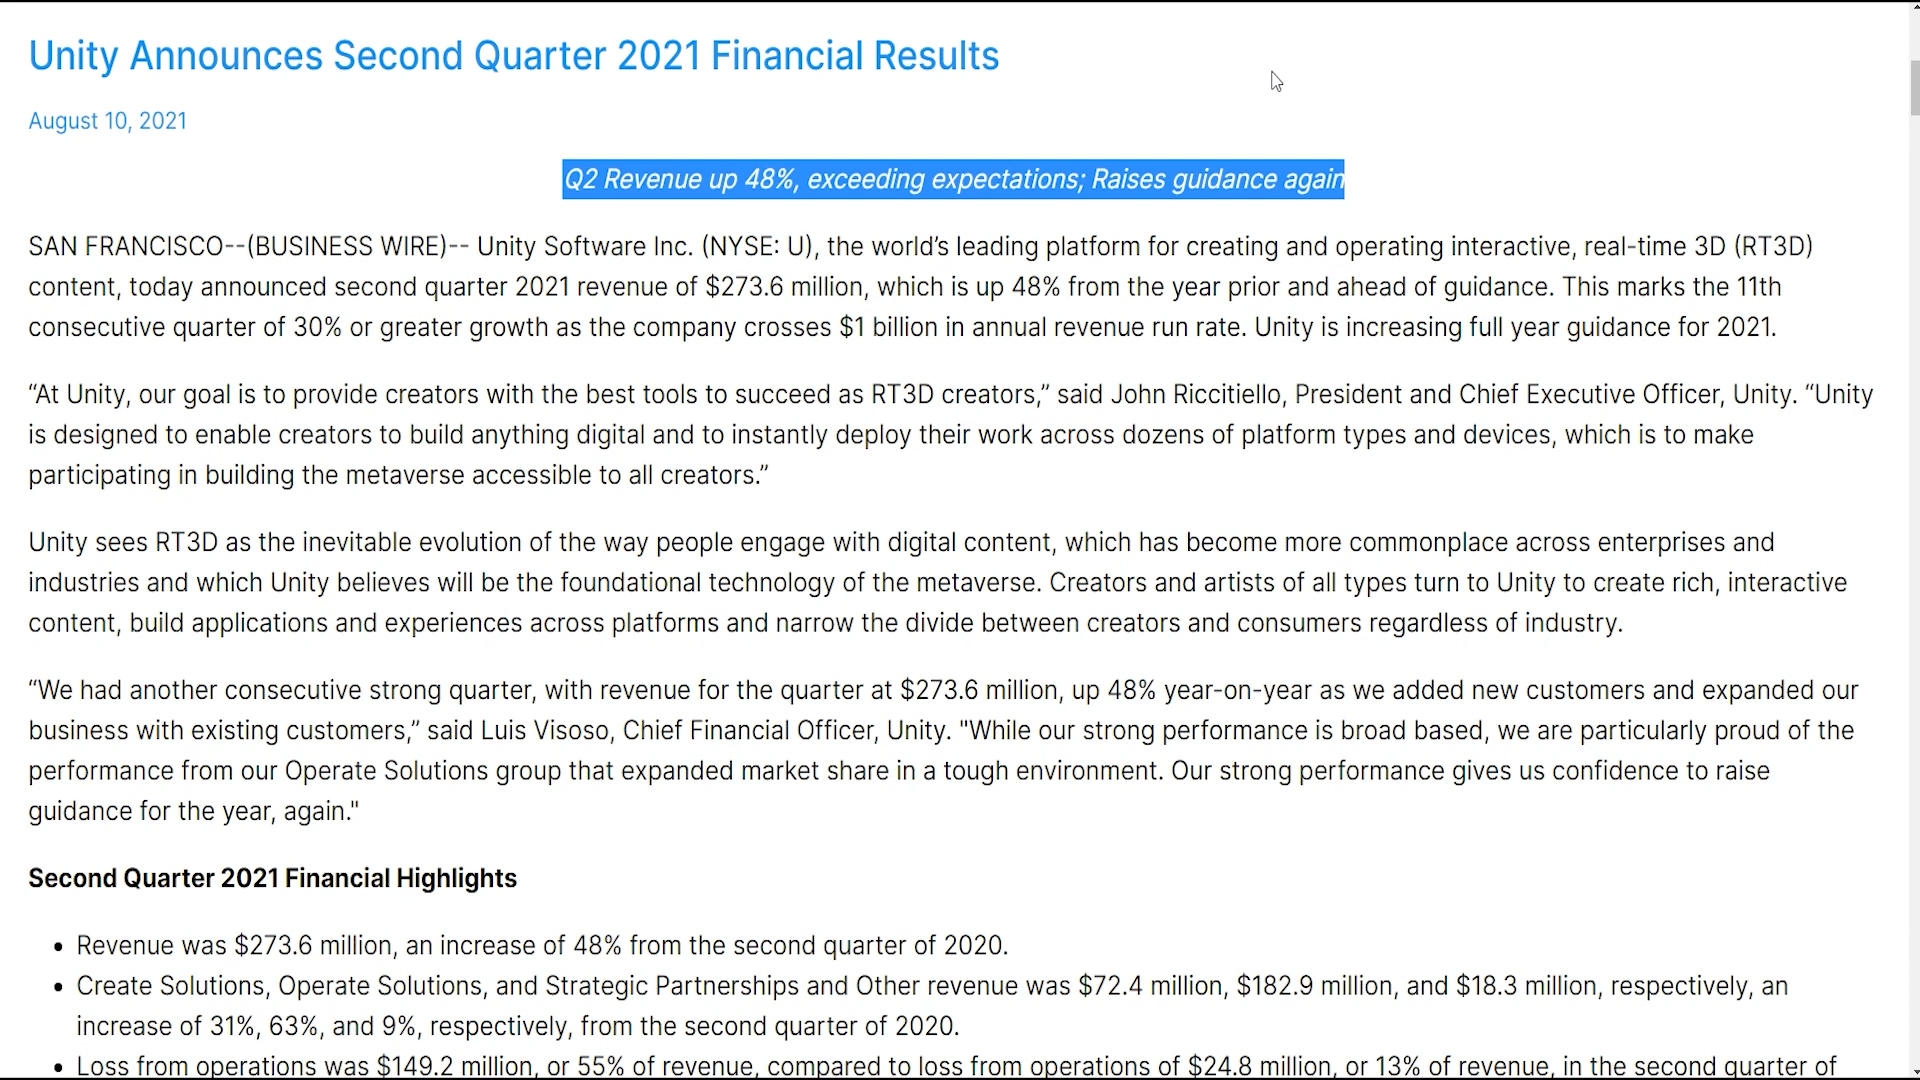 Unity Announces Second Quarter 2021 Financial Results
August 10, 2021
Q2 Revenue up 48%, exceeding expectations; Raises guidance again
SAN FRANCISCO--(BUSINESS WIRE)-- Unity Software Inc. (NYSE: U), the world’s leading platform for creating and operating interactive, real-time 3D (RT3D)
content, today announced second quarter 2021 revenue of $273.6 million, which is up 48% from the year prior and ahead of guidance. This marks the 11th
consecutive quarter of 30% or greater growth as the company crosses $1 billion in annual revenue run rate. Unity is increasing full year guidance for 2021.
“At Unity, our goal is to provide creators with the best tools to succeed as RT3D creators,” said John Riccitiello, President and Chief Executive Officer, Unity. “Unity
is designed to enable creators to build anything digital and to instantly deploy their work across dozens of platform types and devices, which is to make
participating in building the metaverse accessible to all creators.”
Unity sees RT3D as the inevitable evolution of the way people engage with digital content, which has become more commonplace across enterprises and
industries and which Unity believes will be the foundational technology of the metaverse. Creators and artists of all types turn to Unity to create rich, interactive
content, build applications and experiences across platforms and narrow the divide between creators and consumers regardless of industry.
“We had another consecutive strong quarter, with revenue for the quarter at $273.6 million, up 48% year-on-year as we added new customers and expanded our
business with existing customers,” said Luis Visoso, Chief Financial Officer, Unity. "While our strong performance is broad based, we are particularly proud of the
performance from our Operate Solutions group that expanded market share in a tough environment. Our strong performance gives us confidence to raise
guidance for the year, again."
Second Quarter 2021 Financial Highlights
• Revenue was $273.6 million, an increase of 48% from the second quarter of 2020.
• Create Solutions, Operate Solutions, and Strategic Partnerships and Other revenue was $72.4 million, $182.9 million, and $18.3 million, respectively, an
increase of 31%, 63%, and 9%, respectively, from the second quarter of 2020.
• Loss from operations was $149.2 million, or 55% of revenue, compared to loss from operations of $24.8 million, or 13% of revenue, in the second quarter of